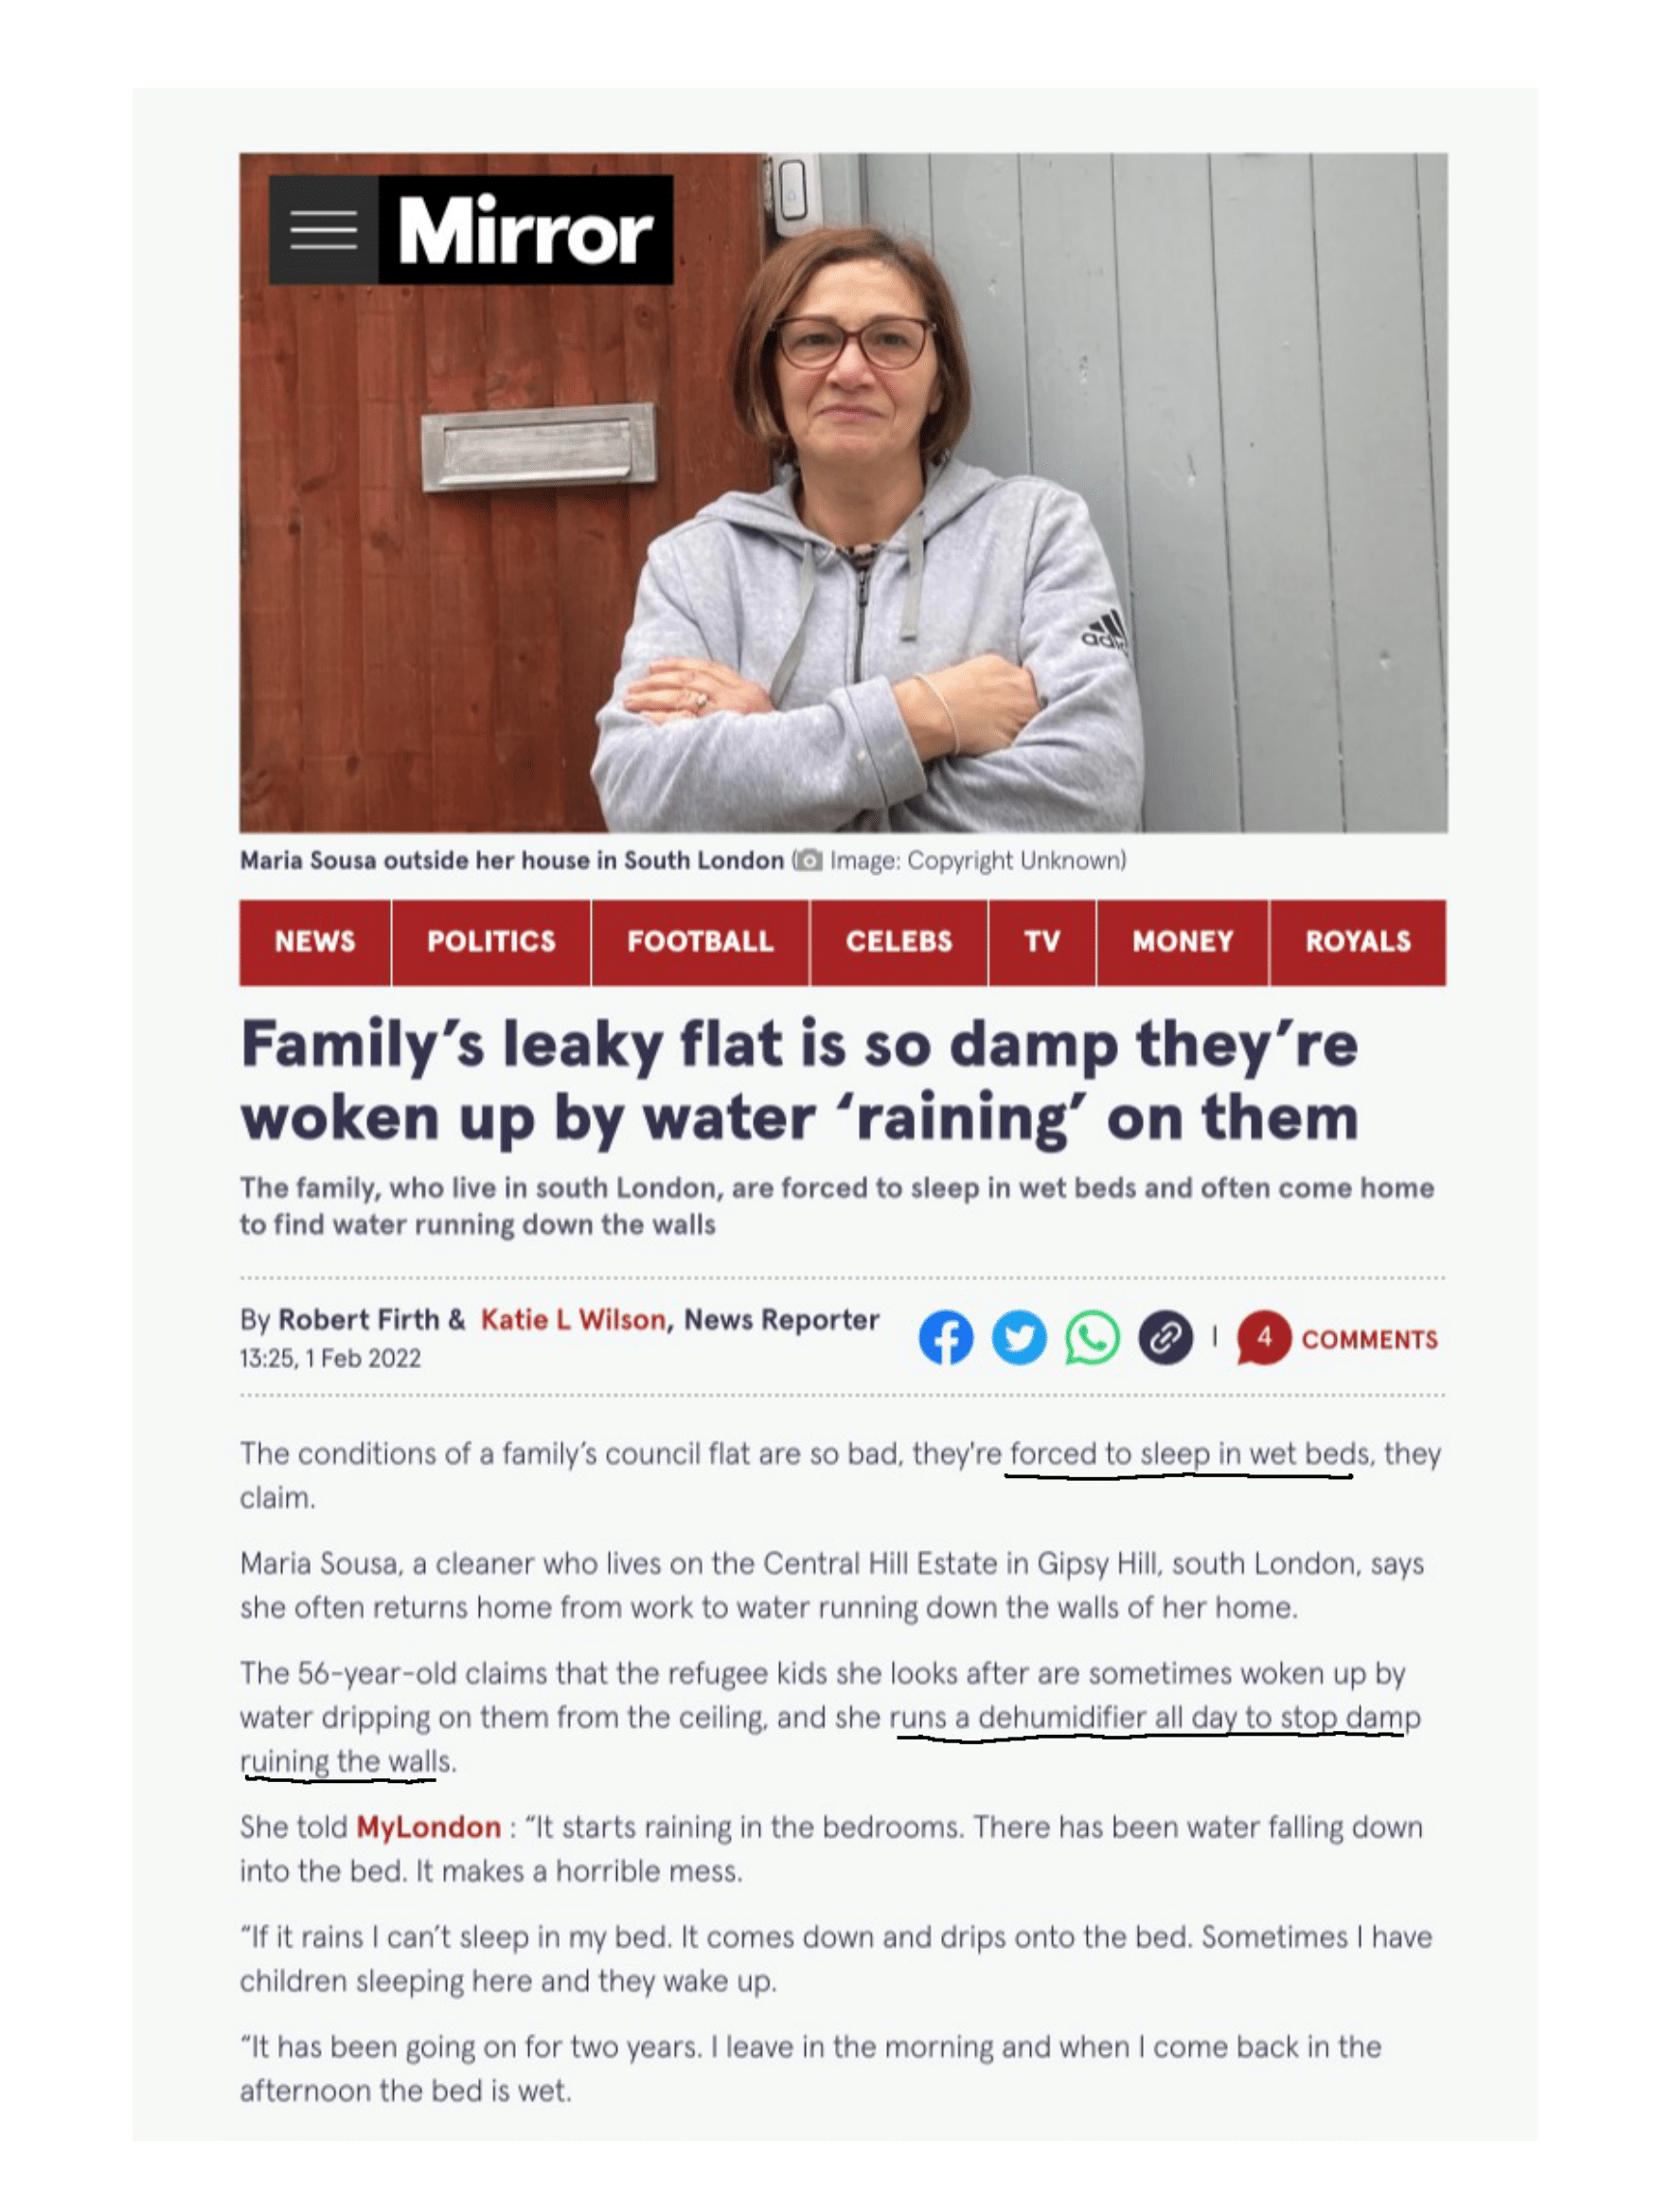 Mirror
adi
Maria Sousa outside her house in South London (Image: Copyright Unknown)
NEWS POLITICS FOOTBALL CELEBS TV MONEY ROYALS
Family’s leaky flat is so damp they’re
woken up by water ‘raining’ on them
The family, who live in south London, are forced to sleep in wet beds and often come home
to find water running down the walls
By Robert Firth & Katie L Wilson, News Reporter
13:25, 1 Feb 2022
4 COMMENTS
The conditions of a family’s council flat are so bad, they're forced to sleep in wet beds, they
claim.
Maria Sousa, a cleaner who lives on the Central Hill Estate in Gipsy Hill, south London, says
she often returns home from work to water running down the walls of her home.
The 56-year-old claims that the refugee kids she looks after are sometimes woken up by
water dripping on them from the ceiling, and she runs a dehumidifier all day to stop damp
ruining the walls.
She told MyLondon : “It starts raining in the bedrooms. There has been water falling down
into the bed. It makes a horrible mess.
“If it rains I can’t sleep in my bed. It comes down and drips onto the bed. Sometimes I have
children sleeping here and they wake up.
“It has been going on for two years. I leave in the morning and when I come back in the
afternoon the bed is wet.